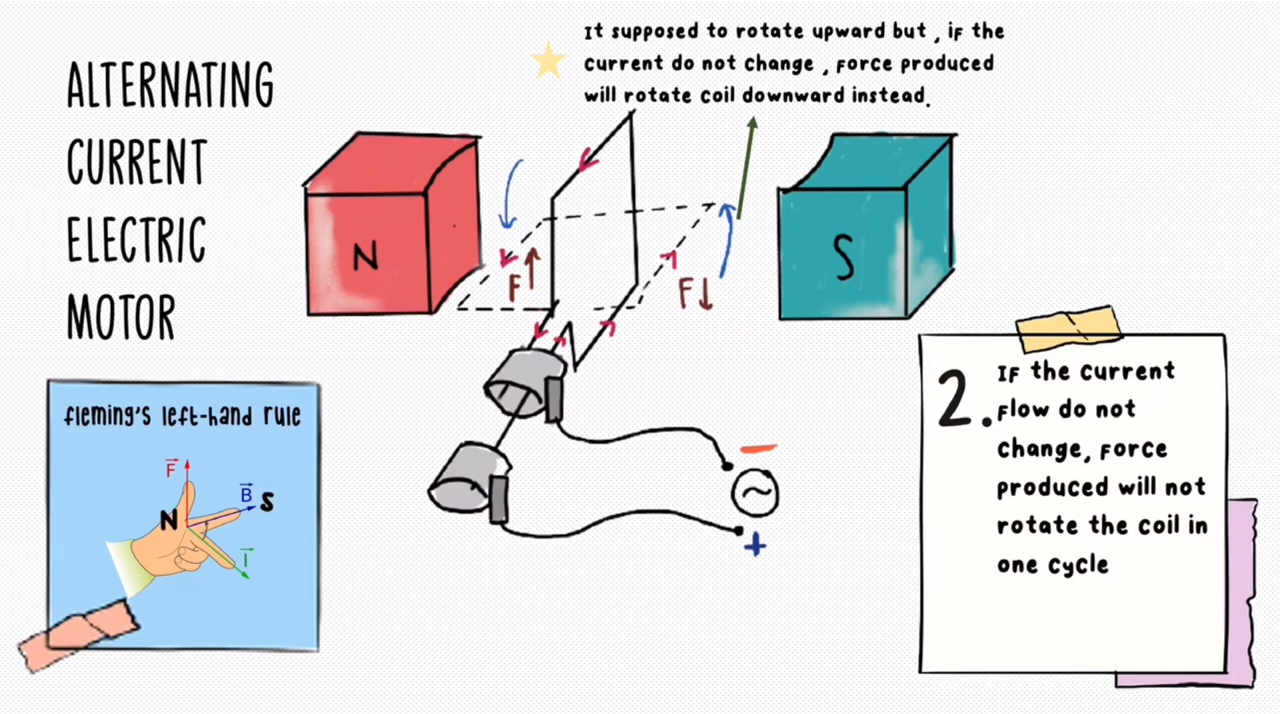 ALTERNATING
CURRENT
ELECTRIC
MOTOR
It supposed to rotate upward but , if the
current do not change , force produced
will rotate coil downward instead.
N
S
F↑
F↓
fleming's left-hand rule
F
B
S
N
I
−
~
+
2.
If the current
flow do not
change, force
produced will not
rotate the coil in
one cycle